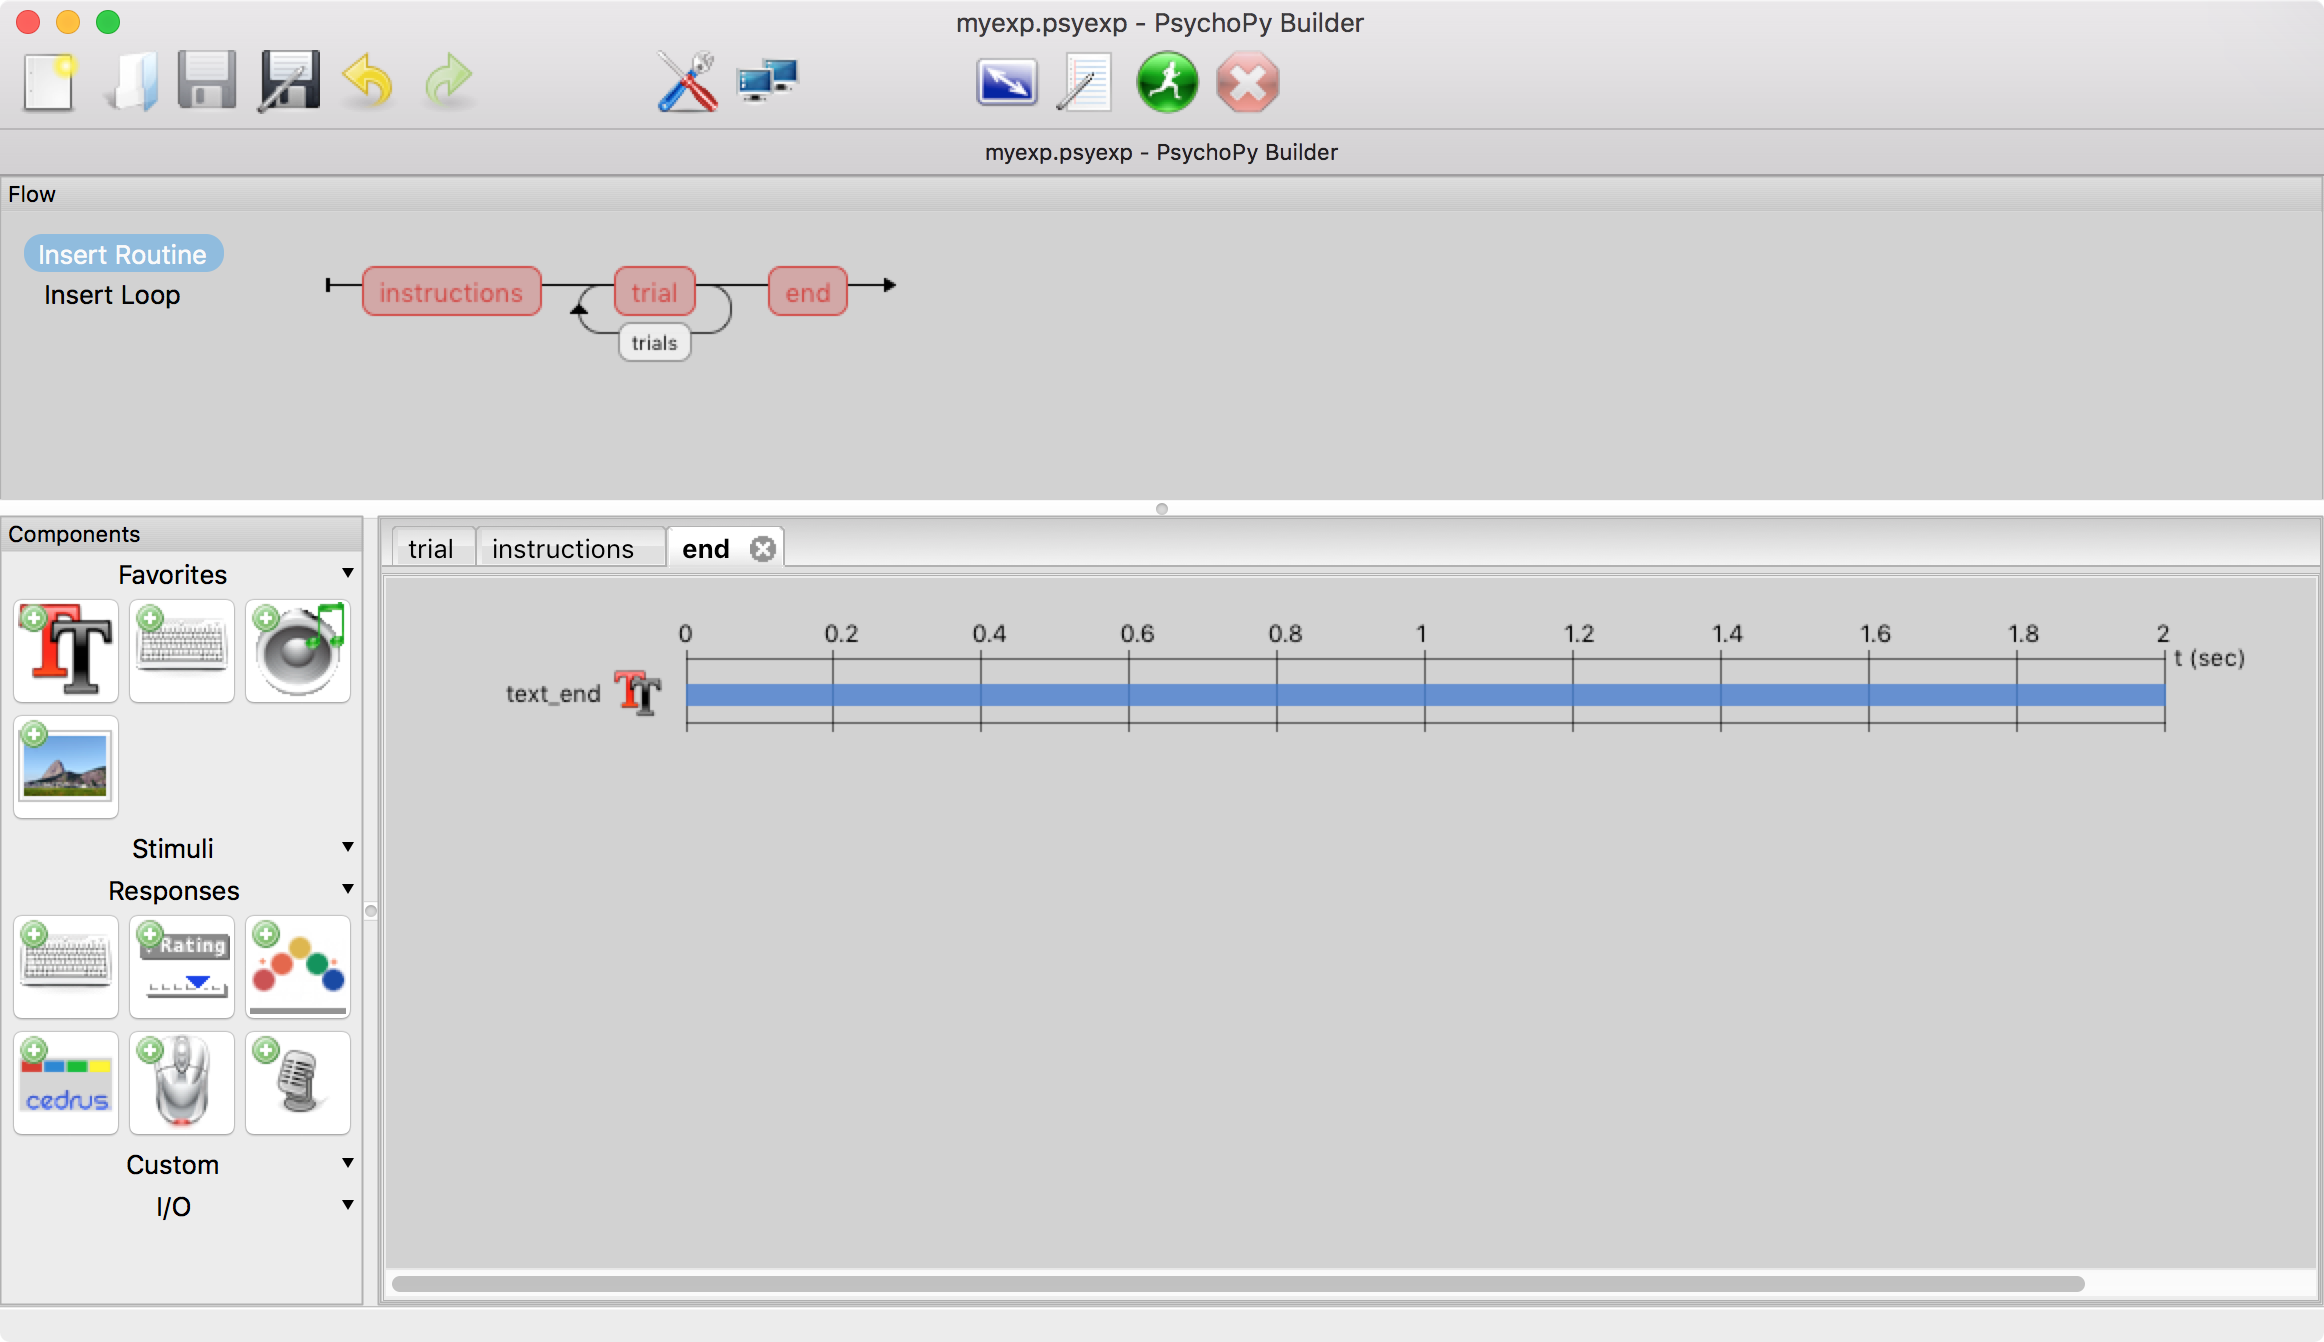 myexp.psyexp - PsychoPy Builder
myexp.psyexp - PsychoPy Builder
Flow
Insert Routine
Insert Loop
instructions
trial
end
trials
Components
Favorites
Stimuli
Responses
Rating
cedrus
Custom
I/O
trial
instructions
end
0 0.2 0.4 0.6 0.8 1 1.2 1.4 1.6 1.8 2
t (sec)
text_end